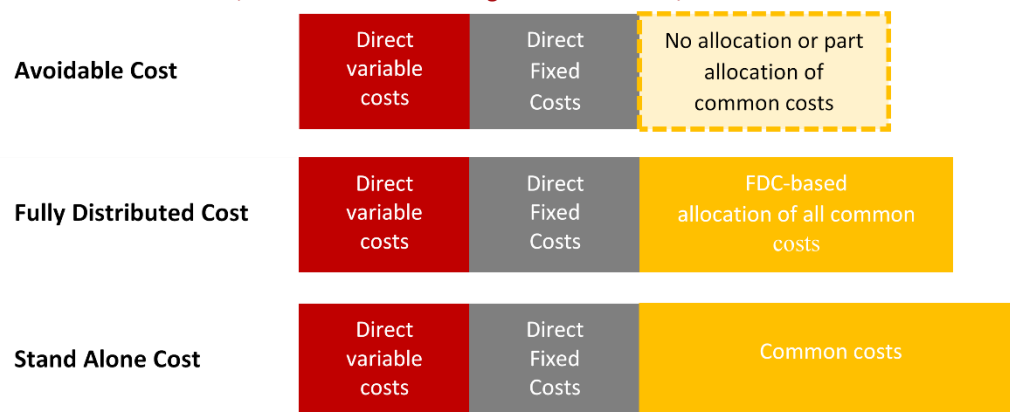 Avoidable Cost
Direct
variable
costs
Direct
Fixed
Costs
No allocation or part
allocation of
common costs
Fully Distributed Cost
Direct
variable
costs
Direct
Fixed
Costs
FDC-based
allocation of all common
costs
Stand Alone Cost
Direct
variable
costs
Direct
Fixed
Costs
Common costs